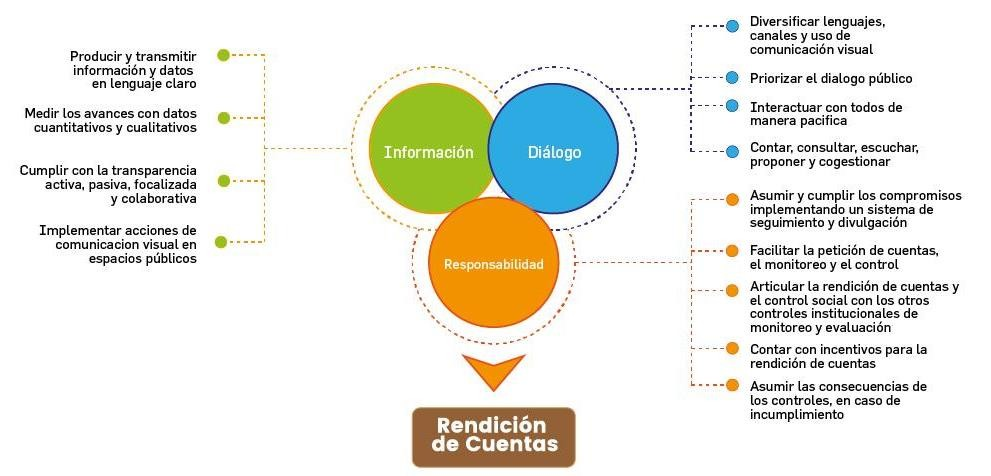 Producir y transmitir
información y datos
en lenguaje claro
Medir los avances con datos
cuantitativos y cualitativos
Cumplir con la transparencia
activa, pasiva, focalizada
y colaborativa
Implementar acciones de
comunicacion visual en
espacios públicos
Información
Diálogo
Responsabilidad
Rendición
de Cuentas
Diversificar lenguajes,
canales y uso de
comunicación visual
Priorizar el dialogo público
Interactuar con todos de
manera pacifica
Contar, consultar, escuchar,
proponer y cogestionar
Asumir y cumplir los compromisos
implementando un sistema de
seguimiento y divulgación
Facilitar la petición de cuentas,
el monitoreo y el control
Articular la rendición de cuentas y
el control social con los otros
controles institucionales de
monitoreo y evaluación
Contar con incentivos para la
rendición de cuentas
Asumir las consecuencias de
los controles, en caso de
incumplimiento